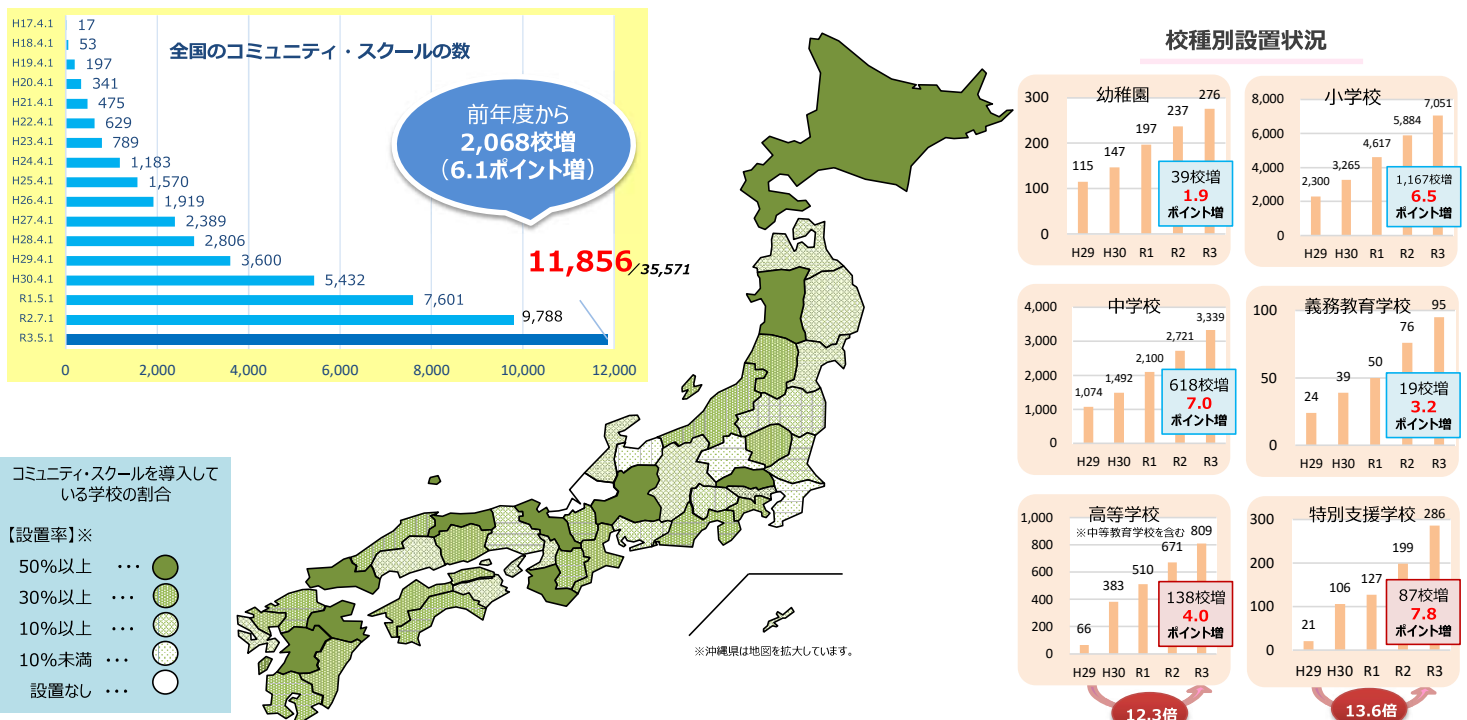 全国のコミュニティ・スクールの数
H17.4.1 17
H18.4.1 53
H19.4.1 197
H20.4.1 341
H21.4.1 475
H22.4.1 629
H23.4.1 789
H24.4.1 1,183
H25.4.1 1,570
H26.4.1 1,919
H27.4.1 2,389
H28.4.1 2,806
H29.4.1 3,600
H30.4.1 5,432
R1.5.1 7,601
R2.7.1 9,788
R3.5.1
11,856/35,571
0 2,000 4,000 6,000 8,000 10,000 12,000
前年度から
2,068校増
(6.1ポイント増)
コミュニティ・スクールを導入して
いる学校の割合
【設置率】※
50%以上 ・・・
30%以上 ・・・
10%以上 ・・・
10%未満 ・・・
設置なし ・・・
※沖縄県は地図を拡大しています。
校種別設置状況
幼稚園
300
200
100
0
115 147 197 237 276
39校増
1.9
ポイント増
H29 H30 R1 R2 R3
小学校
8,000
6,000
4,000
2,000
0
2,300 3,265 4,617 5,884 7,051
1,167校増
6.5
ポイント増
H29 H30 R1 R2 R3
中学校
4,000
3,000
2,000
1,000
0
1,074 1,492 2,100 2,721 3,339
618校増
7.0
ポイント増
H29 H30 R1 R2 R3
義務教育学校
100
50
0
24 39 50 76 95
19校増
3.2
ポイント増
H29 H30 R1 R2 R3
高等学校
※中等教育学校を含む
1,000
800
600
400
200
0
66 383 510 671 809
138校増
4.0
ポイント増
H29 H30 R1 R2 R3
12.3倍
特別支援学校
300
200
100
0
21 106 127 199 286
87校増
7.8
ポイント増
H29 H30 R1 R2 R3
13.6倍